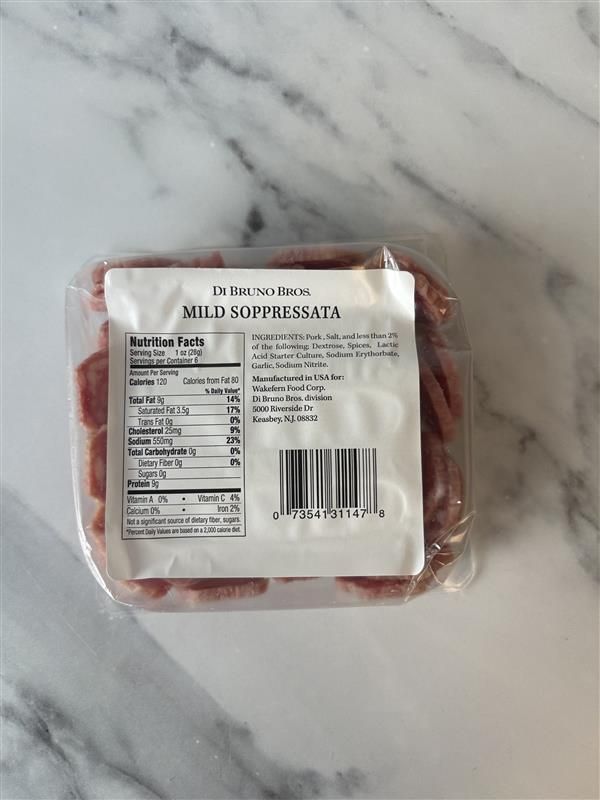 DI BRUNO BROS.
MILD SOPPRESSATA
Nutrition Facts
Serving Size 1 oz (28g)
Servings per Container 6
Amount Per Serving
Calories 120 Calories from Fat 80
% Daily Value*
Total Fat 9g 14%
Saturated Fat 3.5g 17%
Trans Fat 0g 0%
Cholesterol 25mg 9%
Sodium 550mg 23%
Total Carbohydrate 0g 0%
Dietary Fiber 0g 0%
Sugars 0g
Protein 9g
Vitamin A 0% • Vitamin C 4%
Calcium 0% • Iron 2%
Not a significant source of dietary fiber, sugars.
*Percent Daily Values are based on a 2,000 calorie diet.
INGREDIENTS: Pork, Salt, and less than 2%
of the following: Dextrose, Spices, Lactic
Acid Starter Culture, Sodium Erythorbate,
Garlic, Sodium Nitrite.
Manufactured in USA for:
Wakefern Food Corp.
Di Bruno Bros. division
5000 Riverside Dr
Keasbey, N.J. 08832
0 73541 31147 8